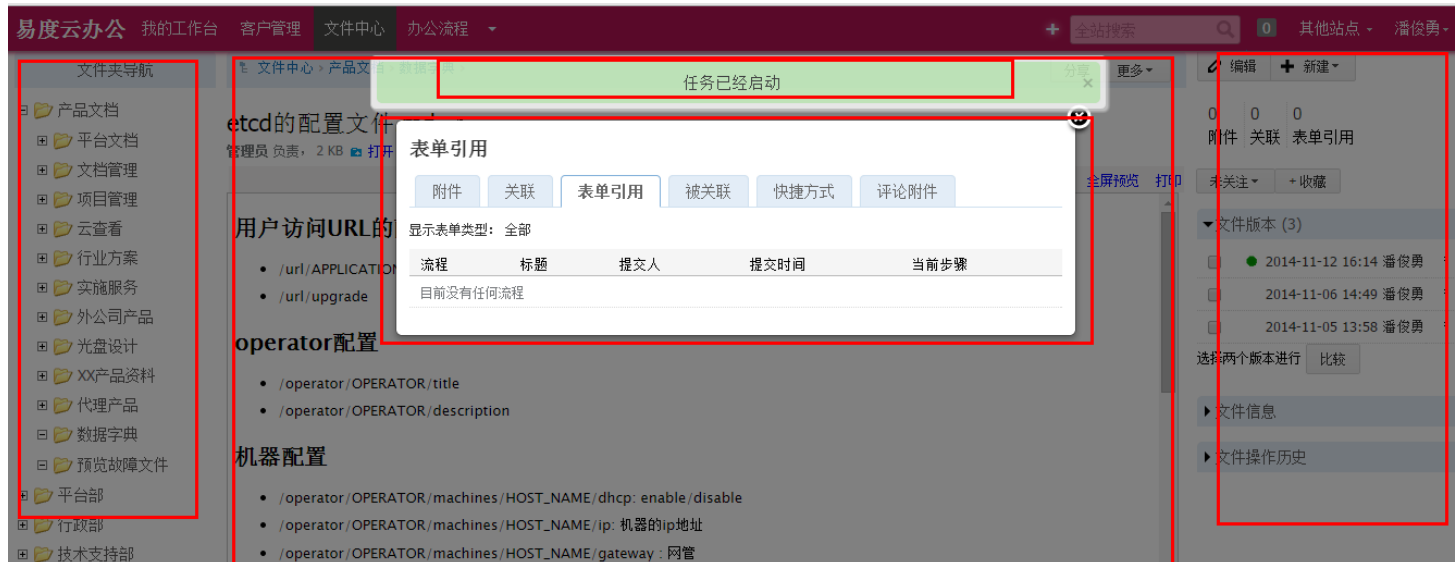 易度云办公 我的工作台 客户管理 文件中心 办公流程 全站搜索 0 其他站点 潘俊勇
文件夹导航
产品文档
平台文档
文档管理
项目管理
云查看
行业方案
实施服务
外公司产品
光盘设计
XX产品资料
代理产品
数据字典
预览故障文件
平台部
行政部
技术支持部
文件中心 › 产品文档 › 数据字典 分享 更多
任务已经启动 ×
etcd的配置文件
管理员 负责， 2 KB 打开
全屏预览 打印
表单引用
附件 关联 表单引用 被关联 快捷方式 评论附件
显示表单类型： 全部
流程 标题 提交人 提交时间 当前步骤
目前没有任何流程
用户访问URL的
/url/APPLICATION
/url/upgrade
operator配置
/operator/OPERATOR/title
/operator/OPERATOR/description
机器配置
/operator/OPERATOR/machines/HOST_NAME/dhcp: enable/disable
/operator/OPERATOR/machines/HOST_NAME/ip: 机器的ip地址
/operator/OPERATOR/machines/HOST_NAME/gateway : 网管
编辑 新建
0 0 0
附件 关联 表单引用
未关注 +收藏
文件版本 (3)
2014-11-12 16:14 潘俊勇
2014-11-06 14:49 潘俊勇
2014-11-05 13:58 潘俊勇
选择两个版本进行 比较
文件信息
文件操作历史